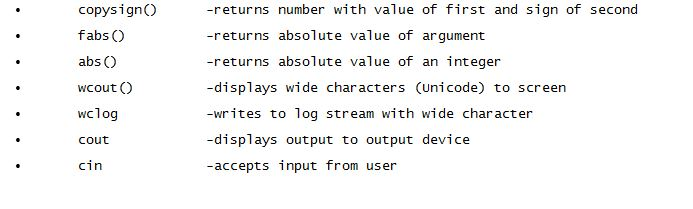 • copysign() -returns number with value of first and sign of second
• fabs() -returns absolute value of argument
• abs() -returns absolute value of an integer
• wcout() -displays wide characters (Unicode) to screen
• wclog -writes to log stream with wide character
• cout -displays output to output device
• cin -accepts input from user